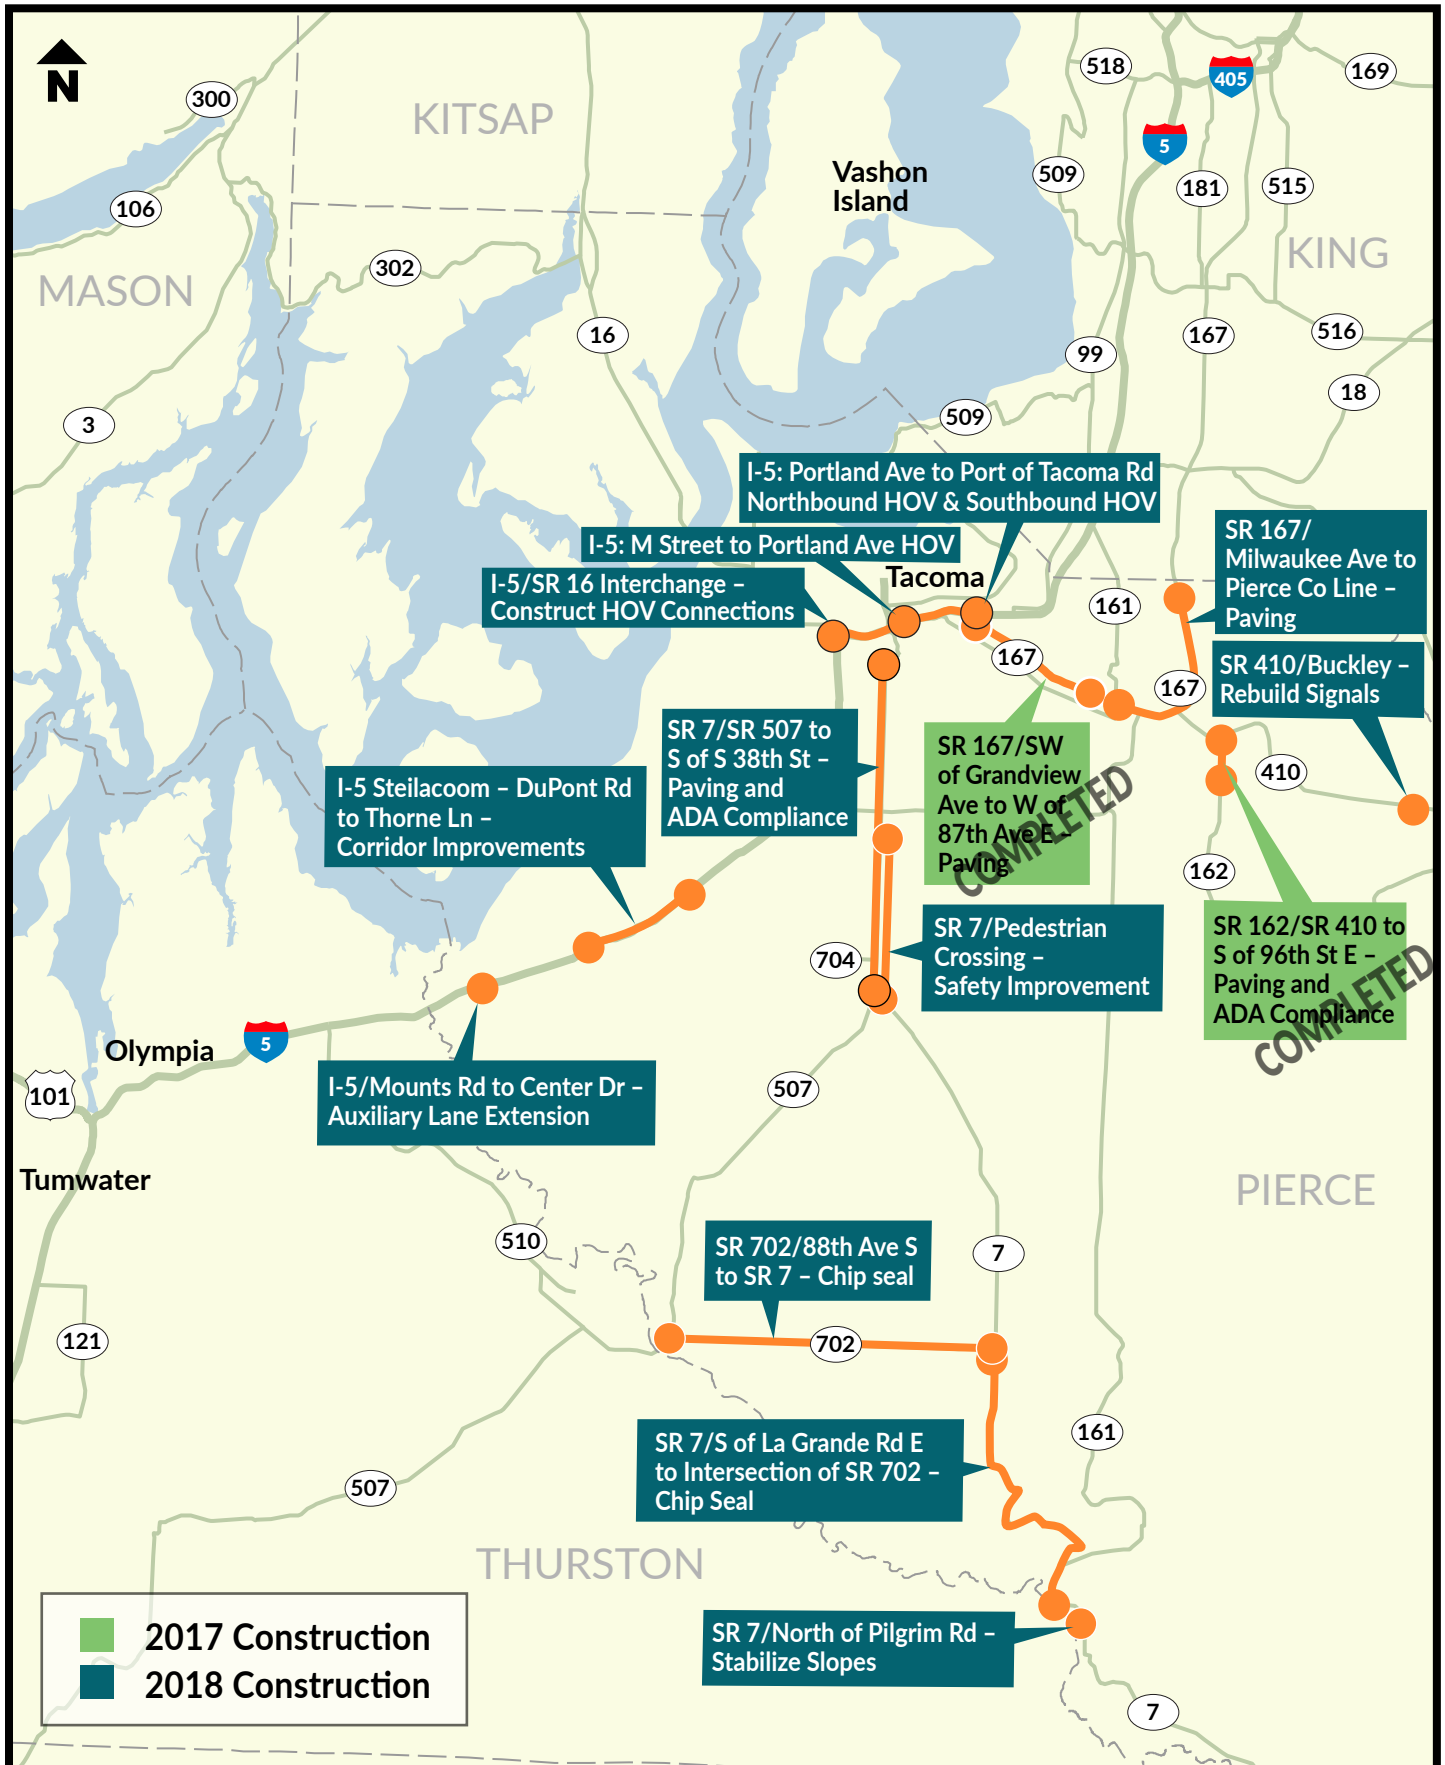 N
300
KITSAP
518
405
169
5
Vashon
Island
509
181
515
106
KING
302
MASON
16
167
516
99
18
3
509
I-5: Portland Ave to Port of Tacoma Rd
Northbound HOV & Southbound HOV
I-5: M Street to Portland Ave HOV
Tacoma
I-5/SR 16 Interchange –
Construct HOV Connections
SR 167/
Milwaukee Ave to
Pierce Co Line –
Paving
161
167
167
SR 410/Buckley –
Rebuild Signals
SR 7/SR 507 to
S of S 38th St –
Paving and
ADA Compliance
SR 167/SW
of Grandview
Ave to W of
87th Ave E –
Paving
COMPLETED
410
I-5 Steilacoom – DuPont Rd
to Thorne Ln –
Corridor Improvements
162
SR 162/SR 410 to
S of 96th St E –
Paving and
ADA Compliance
COMPLETED
704
SR 7/Pedestrian
Crossing –
Safety Improvement
Olympia
5
101
I-5/Mounts Rd to Center Dr –
Auxiliary Lane Extension
507
Tumwater
PIERCE
510
SR 702/88th Ave S
to SR 7 – Chip seal
7
121
702
SR 7/S of La Grande Rd E
to Intersection of SR 702 –
Chip Seal
161
507
THURSTON
2017 Construction
2018 Construction
SR 7/North of Pilgrim Rd –
Stabilize Slopes
7